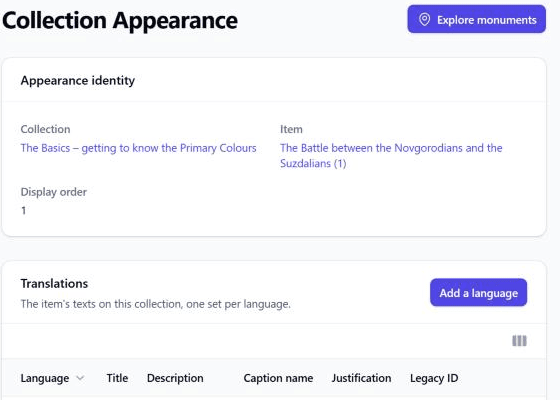 Collection Appearance
Explore monuments
Appearance identity
Collection
Item
The Basics – getting to know the Primary Colours
The Battle between the Novgorodians and the
Suzdalians (1)
Display order
1
Translations
The item's texts on this collection, one set per language.
Add a language
Language Title Description Caption name Justification Legacy ID